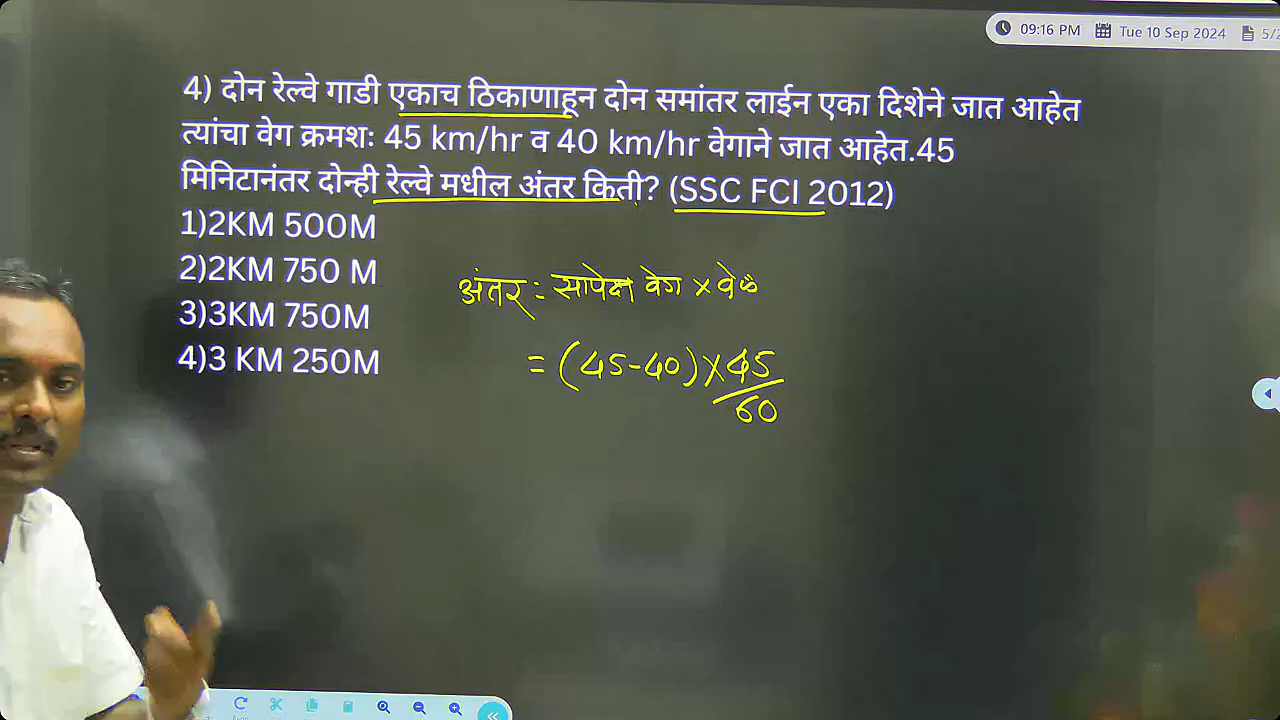 09:16 PM Tue 10 Sep 2024 5/2
4) दोन रेल्वे गाडी एकाच ठिकाणाहून दोन समांतर लाईन एका दिशेने जात आहेत
त्यांचा वेग क्रमशः 45 km/hr व 40 km/hr वेगाने जात आहेत.45
मिनिटानंतर दोन्ही रेल्वे मधील अंतर किती? (SSC FCI 2012)
1)2KM 500M
2)2KM 750 M
3)3KM 750M
4)3 KM 250M
अंतर = सापेक्ष वेग × वेळ
= (45-40) × 45
60